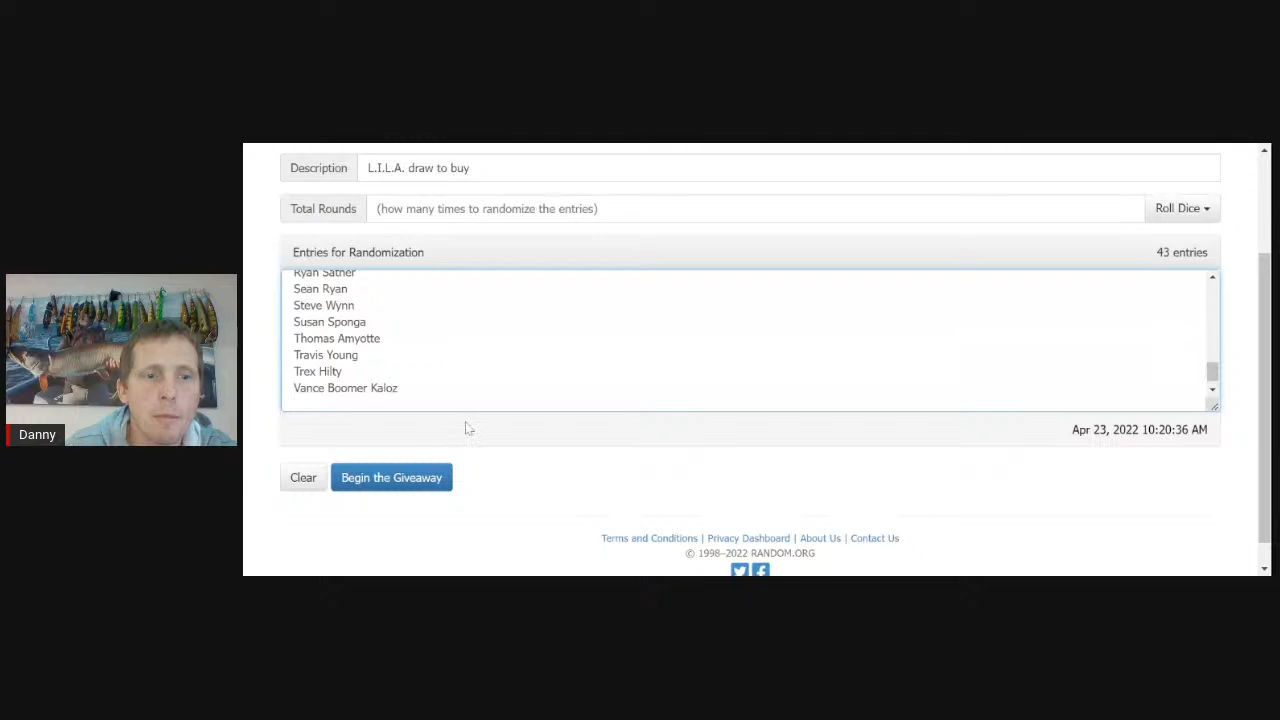 Description L.I.L.A. draw to buy
Total Rounds (how many times to randomize the entries) Roll Dice
Entries for Randomization 43 entries
Ryan Sather
Sean Ryan
Steve Wynn
Susan Sponga
Thomas Amyotte
Travis Young
Trex Hilty
Vance Boomer Kaloz
Danny
Apr 23, 2022 10:20:36 AM
Clear Begin the Giveaway
Terms and Conditions | Privacy Dashboard | About Us | Contact Us
© 1998–2022 RANDOM.ORG